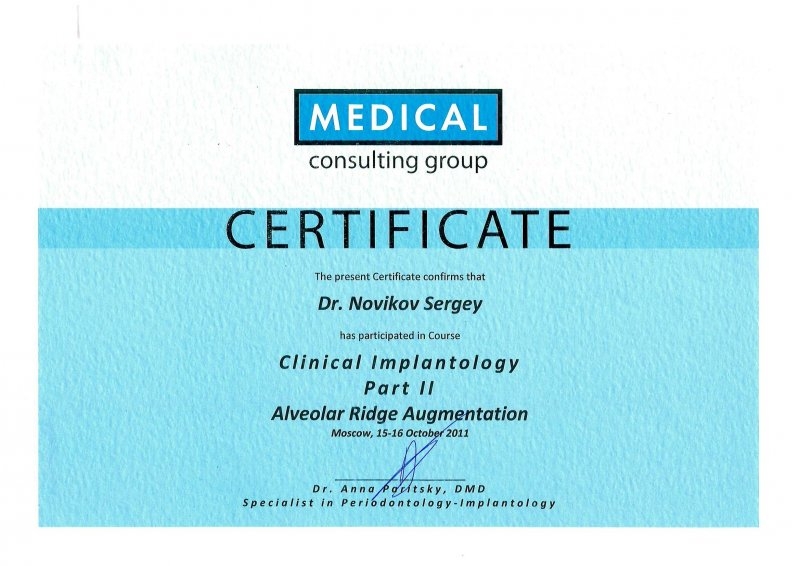 MEDICAL
consulting group
CERTIFICATE
The present Certificate confirms that
Dr. Novikov Sergey
has participated in Course
Clinical Implantology
Part II
Alveolar Ridge Augmentation
Moscow, 15-16 October 2011
Dr. Anna Paritsky, DMD
Specialist in Periodontology-Implantology